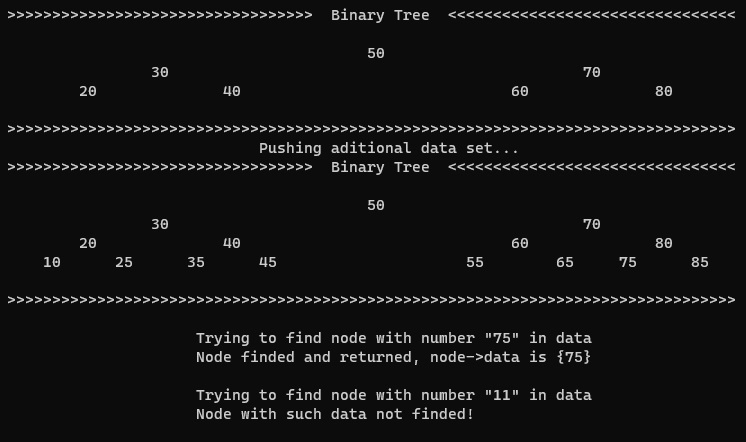 >>>>>>>>>>>>>>>>>>>>>>>>>>>>>>>>>>  Binary Tree  <<<<<<<<<<<<<<<<<<<<<<<<<<<<<<<<
50
30 70
20 40 60 80
>>>>>>>>>>>>>>>>>>>>>>>>>>>>>>>>>>>>>>>>>>>>>>>>>>>>>>>>>>>>>>>>>>>>>>>>>>>>>>>>>
Pushing aditional data set...
>>>>>>>>>>>>>>>>>>>>>>>>>>>>>>>>>>  Binary Tree  <<<<<<<<<<<<<<<<<<<<<<<<<<<<<<<<
50
30 70
20 40 60 80
10 25 35 45 55 65 75 85
>>>>>>>>>>>>>>>>>>>>>>>>>>>>>>>>>>>>>>>>>>>>>>>>>>>>>>>>>>>>>>>>>>>>>>>>>>>>>>>>>
Trying to find node with number "75" in data
Node finded and returned, node->data is {75}
Trying to find node with number "11" in data
Node with such data not finded!